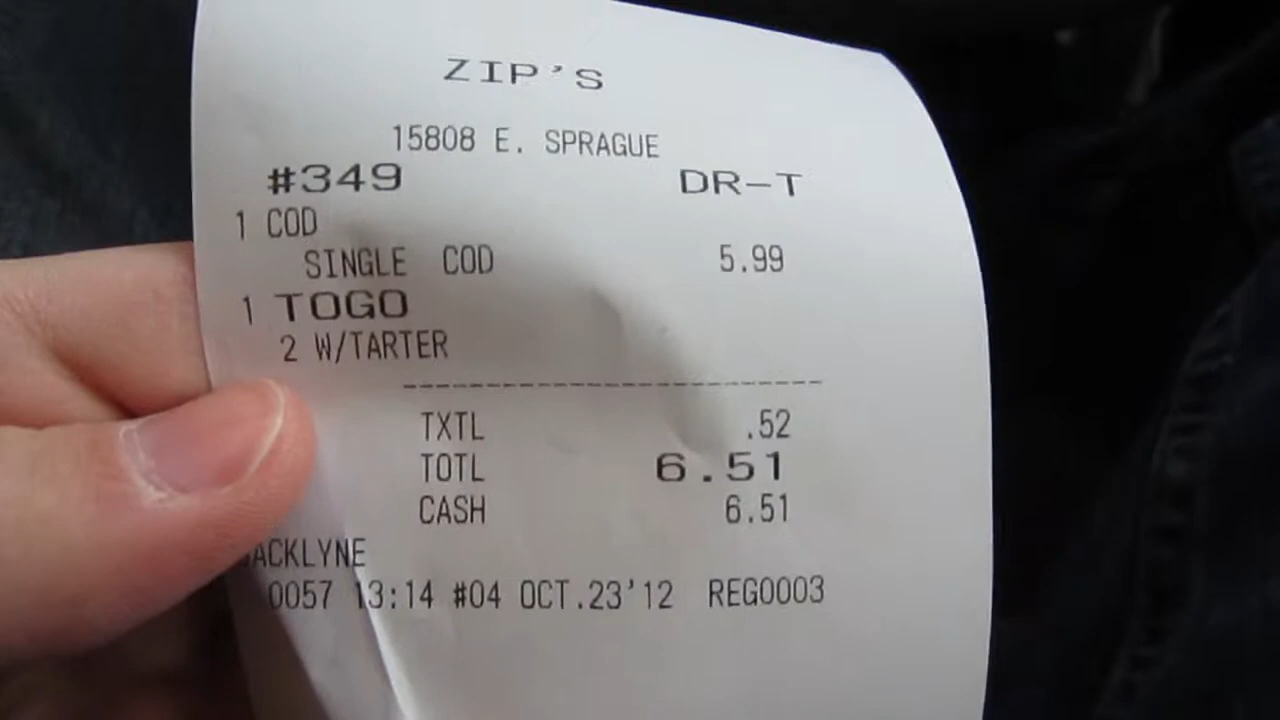 ZIP'S
15808 E. SPRAGUE
#349 DR-T
1 COD
SINGLE COD 5.99
1 TOGO
2 W/TARTER
TXTL .52
TOTL 6.51
CASH 6.51
ACKLYNE
0057 13:14 #04 OCT.23'12 REG0003